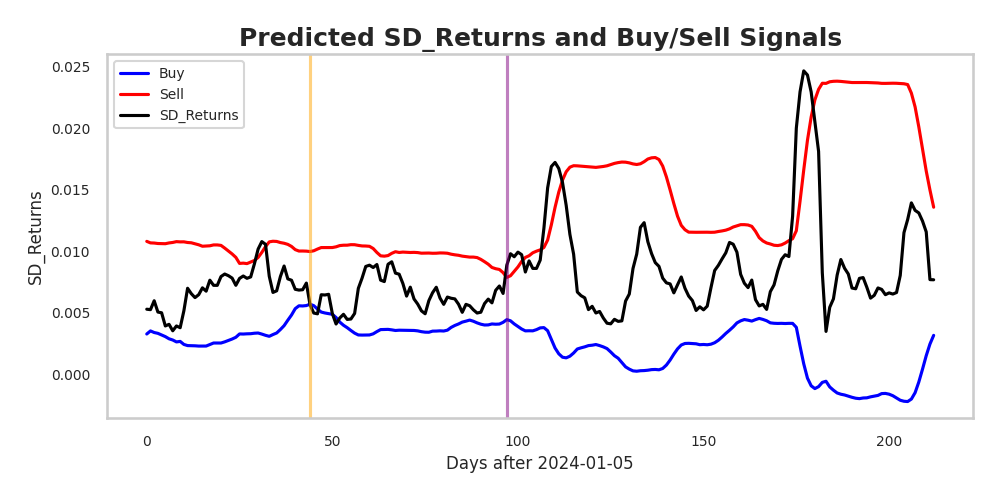 Predicted SD_Returns and Buy/Sell Signals
Buy
Sell
SD_Returns
0.025
0.020
0.015
0.010
0.005
0.000
SD_Returns
0 50 100 150 200
Days after 2024-01-05